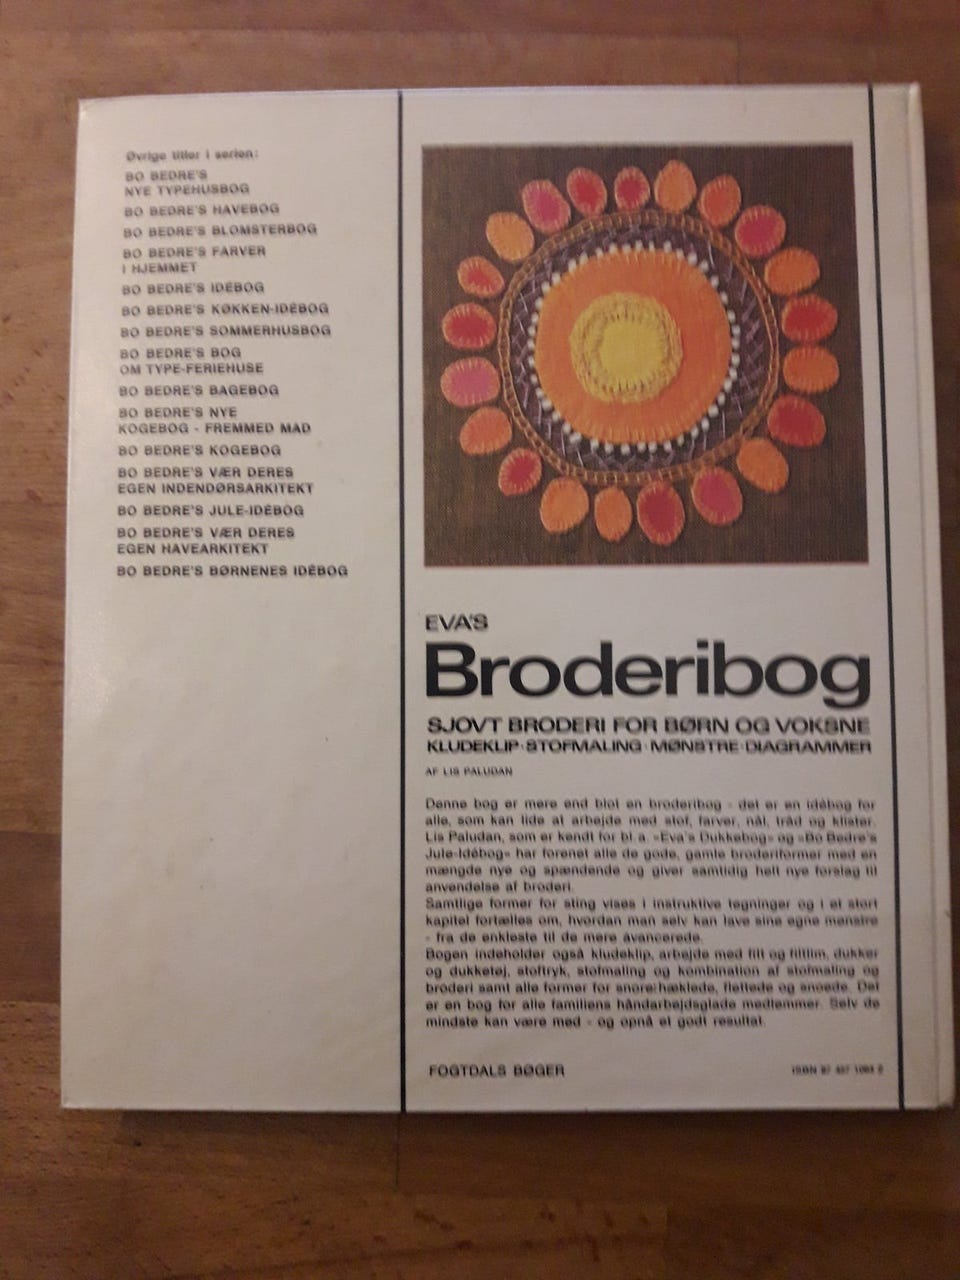 Øvrige titler i serien:
BO BEDRE'S
NYE TYPEHUSBOG
BO BEDRE'S HAVEBOG
BO BEDRE'S BLOMSTERBOG
BO BEDRE'S FARVER
I HJEMMET
BO BEDRE'S IDÉBOG
BO BEDRE'S KØKKEN-IDÉBOG
BO BEDRE'S SOMMERHUSBOG
BO BEDRE'S BOG
OM TYPE-FERIEHUSE
BO BEDRE'S BAGEBOG
BO BEDRE'S NYE
KOGEBOG - FREMMED MAD
BO BEDRE'S KOGEBOG
BO BEDRE'S VÆR DERES
EGEN INDENDØRSARKITEKT
BO BEDRE'S JULE-IDÉBOG
BO BEDRE'S VÆR DERES
EGEN HAVEARKITEKT
BO BEDRE'S BØRNENES IDÉBOG
EVA'S
Broderibog
SJOVT BRODERI FOR BØRN OG VOKSNE
KLUDEKLIP · STOFMALING · MØNSTRE · DIAGRAMMER
AF LIS PALUDAN
Denne bog er mere end blot en broderibog - det er en idébog for
alle, som kan lide at arbejde med stof, farver, nål, tråd og klister.
Lis Paludan, som er kendt for bl.a. »Eva's Dukkebog« og »Bo Bedre's
Jule-Idébog« har forenet alle de gode, gamle broderiformer med en
mængde nye og spændende og giver samtidig helt nye forslag til
anvendelse af broderi.
Samtlige former for sting vises i instruktive tegninger og i et stort
kapitel fortælles om, hvordan man selv kan lave sine egne mønstre
- fra de enkleste til de mere avancerede.
Bogen indeholder også kludeklip, arbejde med filt og filtlim, dukker
og dukketøj, stoftryk, stofmaling og kombination af stofmaling og
broderi samt alle former for snore:hæklede, flettede og snoede. Det
er en bog for alle familiens håndarbejdsglade medlemmer. Selv de
mindste kan være med - og opnå et godt resultat.
FOGTDALS BØGER
ISBN 87